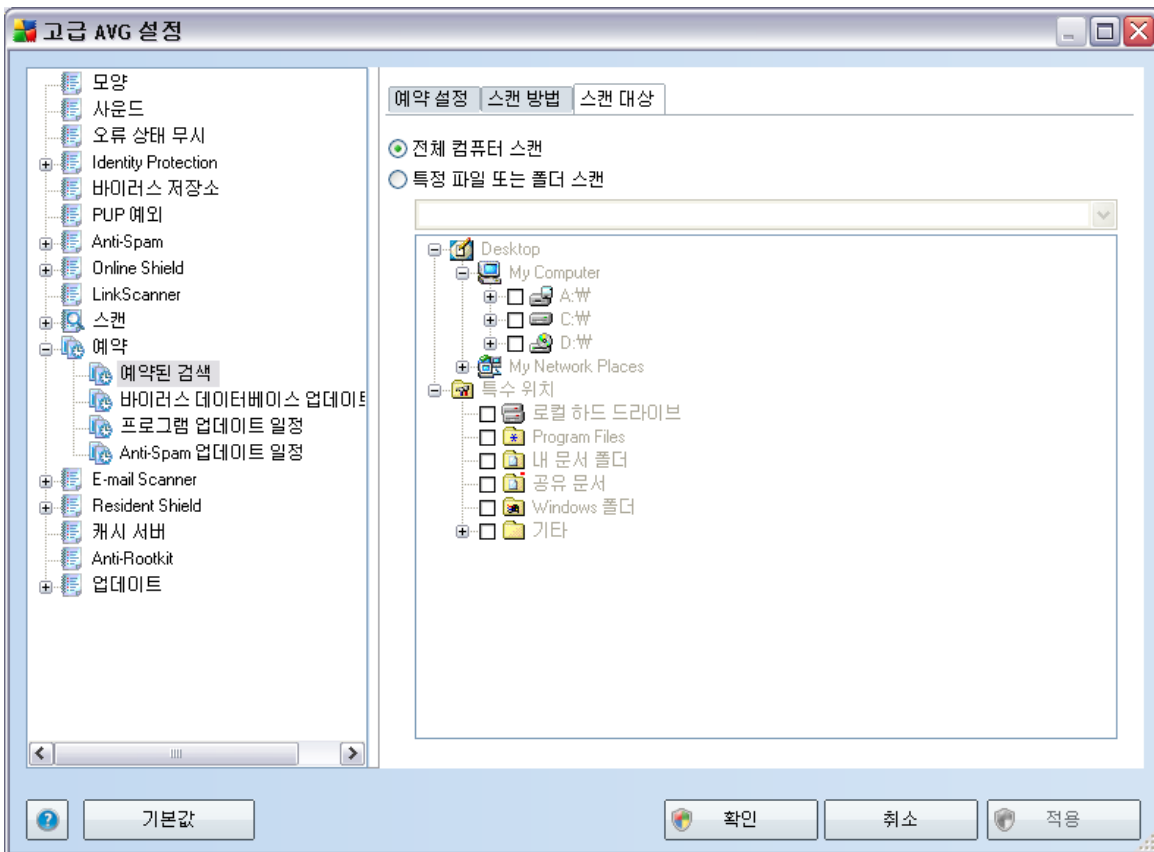 고급 AVG 설정
모양
사운드
오류 상태 무시
Identity Protection
바이러스 저장소
PUP 예외
Anti-Spam
Online Shield
LinkScanner
스캔
예약
예약된 검색
바이러스 데이터베이스 업데이트
프로그램 업데이트 일정
Anti-Spam 업데이트 일정
E-mail Scanner
Resident Shield
캐시 서버
Anti-Rootkit
업데이트
예약 설정 스캔 방법 스캔 대상
전체 컴퓨터 스캔
특정 파일 또는 폴더 스캔
Desktop
My Computer
A:₩
C:₩
D:₩
My Network Places
특수 위치
로컬 하드 드라이브
Program Files
내 문서 폴더
공유 문서
Windows 폴더
기타
기본값 확인 취소 적용